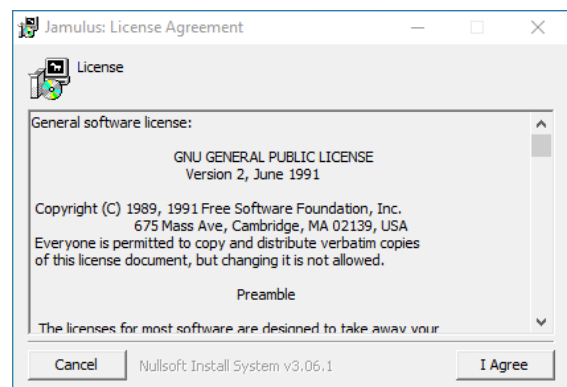 Jamulus: License Agreement
License
General software license:
GNU GENERAL PUBLIC LICENSE
Version 2, June 1991
Copyright (C) 1989, 1991 Free Software Foundation, Inc.
675 Mass Ave, Cambridge, MA 02139, USA
Everyone is permitted to copy and distribute verbatim copies
of this license document, but changing it is not allowed.
Preamble
The licenses for most software are designed to take away your
Cancel
Nullsoft Install System v3.06.1
I Agree